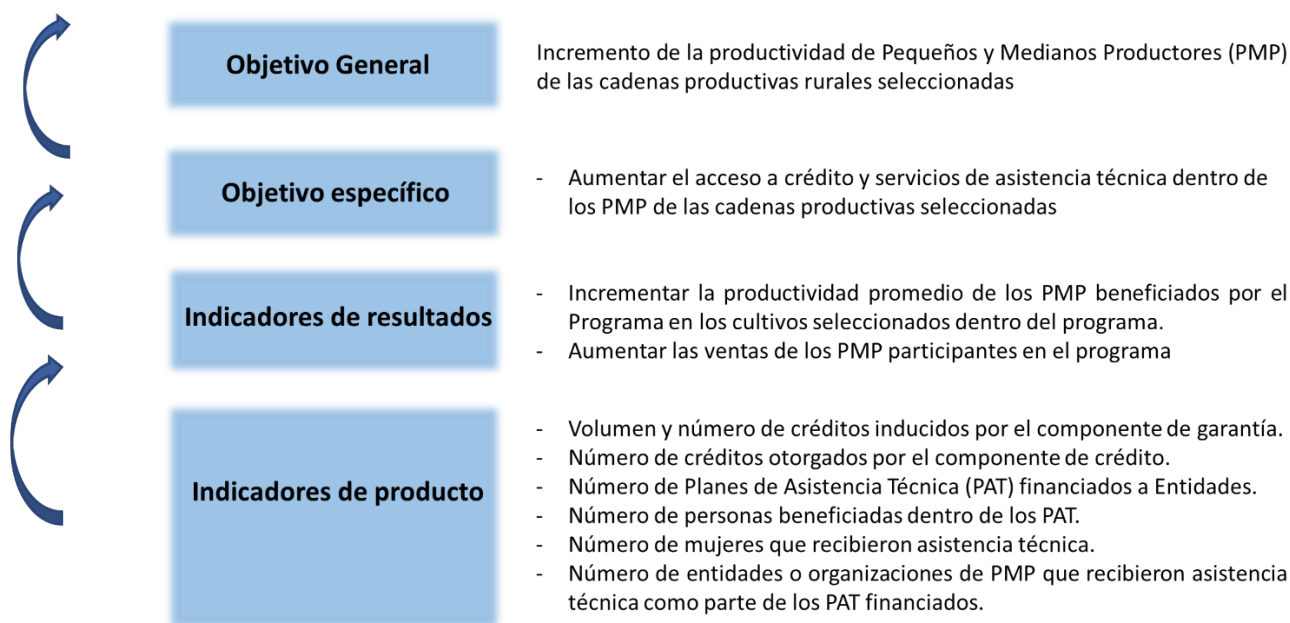 Objetivo General
Incremento de la productividad de Pequeños y Medianos Productores (PMP)
de las cadenas productivas rurales seleccionadas
Objetivo específico
- Aumentar el acceso a crédito y servicios de asistencia técnica dentro de
los PMP de las cadenas productivas seleccionadas
Indicadores de resultados
- Incrementar la productividad promedio de los PMP beneficiados por el
Programa en los cultivos seleccionados dentro del programa.
- Aumentar las ventas de los PMP participantes en el programa
Indicadores de producto
- Volumen y número de créditos inducidos por el componente de garantía.
- Número de créditos otorgados por el componente de crédito.
- Número de Planes de Asistencia Técnica (PAT) financiados a Entidades.
- Número de personas beneficiadas dentro de los PAT.
- Número de mujeres que recibieron asistencia técnica.
- Número de entidades o organizaciones de PMP que recibieron asistencia
técnica como parte de los PAT financiados.